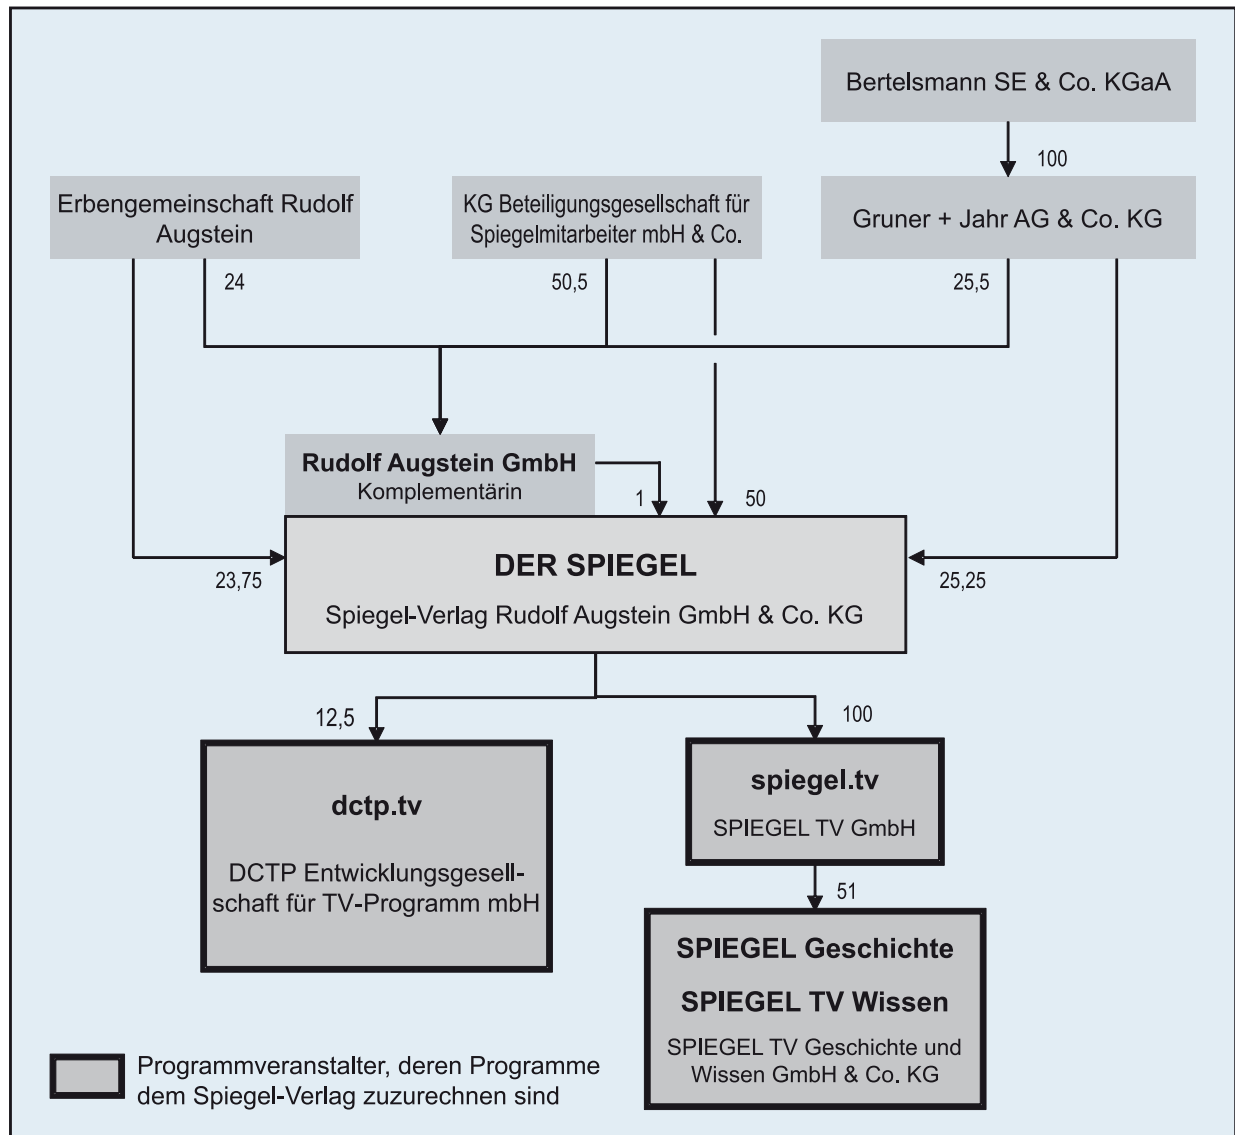 Bertelsmann SE & Co. KGaA
100
Erbengemeinschaft Rudolf
Augstein
KG Beteiligungsgesellschaft für
Spiegelmitarbeiter mbH & Co.
Gruner + Jahr AG & Co. KG
24
50,5
25,5
Rudolf Augstein GmbH
Komplementärin
1
50
23,75
25,25
DER SPIEGEL
Spiegel-Verlag Rudolf Augstein GmbH & Co. KG
12,5
100
dctp.tv
DCTP Entwicklungsgesell-
schaft für TV-Programm mbH
spiegel.tv
SPIEGEL TV GmbH
51
SPIEGEL Geschichte
SPIEGEL TV Wissen
SPIEGEL TV Geschichte und
Wissen GmbH & Co. KG
Programmveranstalter, deren Programme
dem Spiegel-Verlag zuzurechnen sind